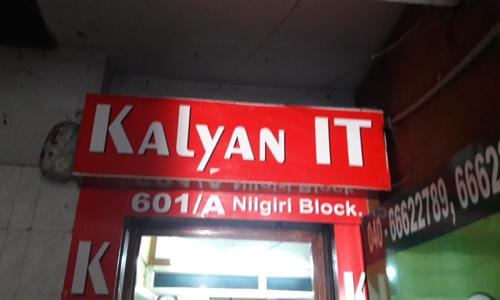 KALYAN IT
601/A Nilgiri Block.
K
K
040 - 66622789, 6662